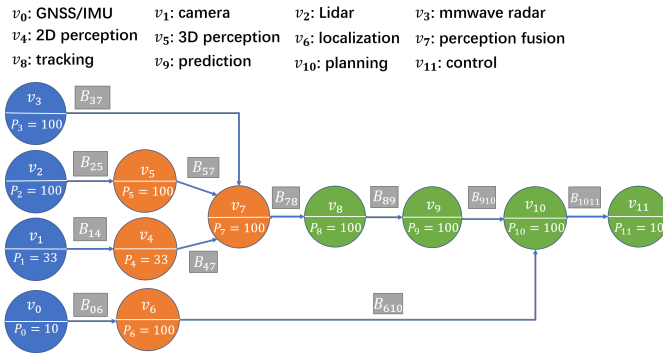 v₀: GNSS/IMU v₁: camera v₂: Lidar v₃: mmwave radar
v₄: 2D perception v₅: 3D perception v₆: localization v₇: perception fusion
v₈: tracking v₉: prediction v₁₀: planning v₁₁: control
v₃
P₃ = 100
B₃₇
v₂
P₂ = 100
B₂₅
v₅
P₅ = 100
B₅₇
v₁
P₁ = 33
B₁₄
v₄
P₄ = 33
B₄₇
v₇
P₇ = 100
B₇₈
v₈
P₈ = 100
B₈₉
v₉
P₉ = 100
B₉₁₀
v₁₀
P₁₀ = 100
B₁₀₁₁
v₁₁
P₁₁ = 10
v₀
P₀ = 10
B₀₆
v₆
P₆ = 100
B₆₁₀